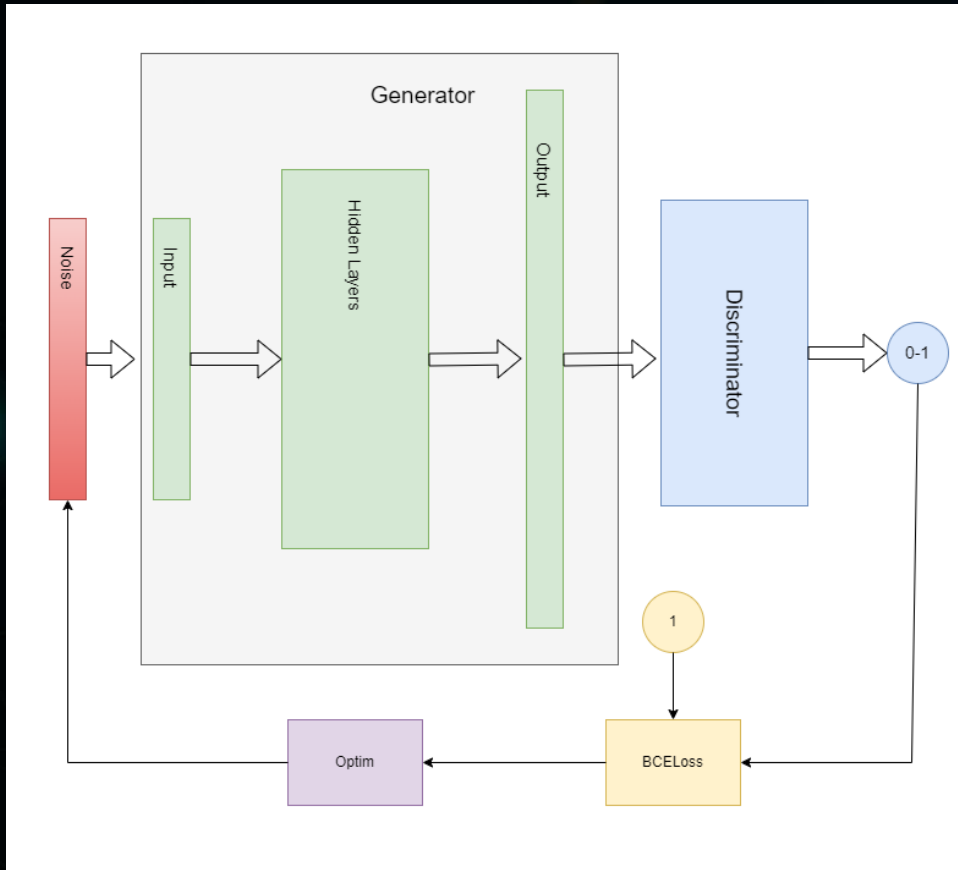 Generator
Noise
Input
Hidden Layers
Output
Discriminator
0-1
1
Optim
BCELoss